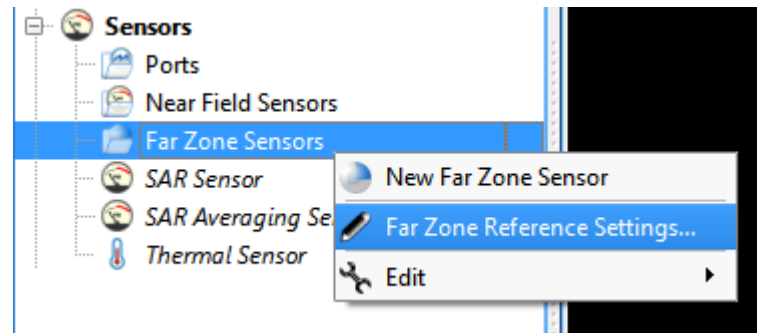 Sensors
Ports
Near Field Sensors
Far Zone Sensors
SAR Sensor
New Far Zone Sensor
SAR Averaging
Far Zone Reference Settings...
Thermal Sensor
Edit